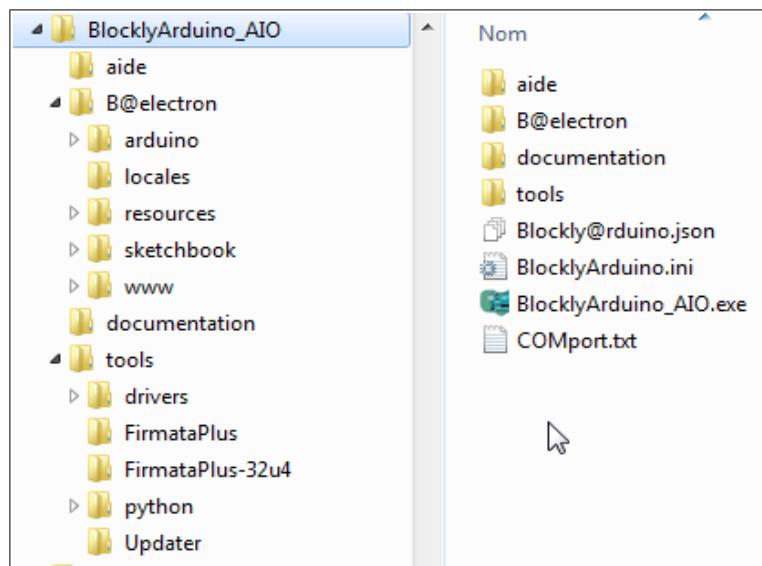 BlocklyArduino_AIO
aide
B@electron
arduino
locales
resources
sketchbook
www
documentation
tools
drivers
FirmataPlus
FirmataPlus-32u4
python
Updater
Nom
aide
B@electron
documentation
tools
Blockly@rduino.json
BlocklyArduino.ini
BlocklyArduino_AIO.exe
COMport.txt